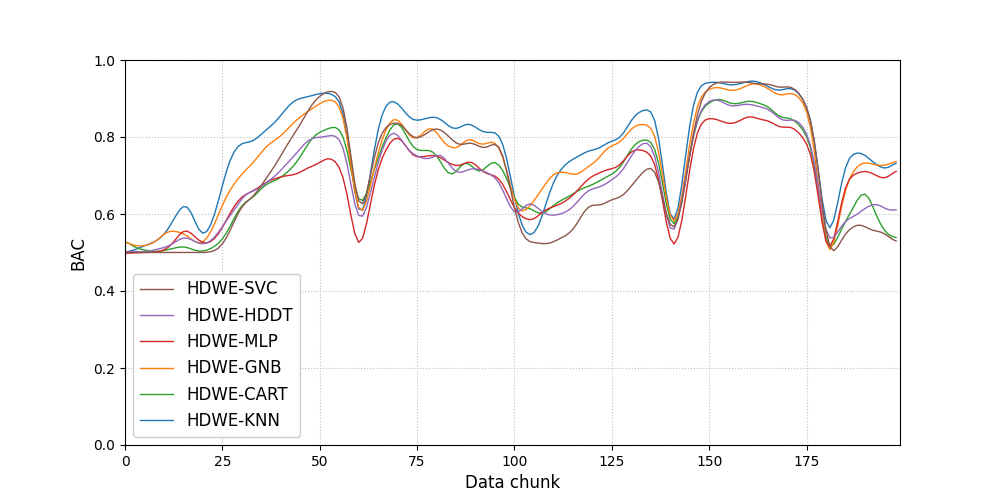 1.0
0.8
0.6
0.4
0.2
0.0
BAC
HDWE-SVC
HDWE-HDDT
HDWE-MLP
HDWE-GNB
HDWE-CART
HDWE-KNN
0 25 50 75 100 125 150 175
Data chunk